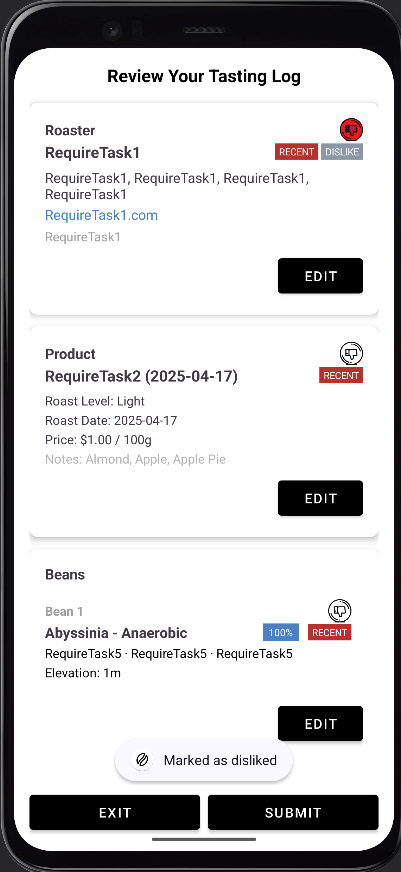 Review Your Tasting Log
Roaster
RequireTask1
RECENT DISLIKE
RequireTask1, RequireTask1, RequireTask1,
RequireTask1
RequireTask1.com
RequireTask1
EDIT
Product
RequireTask2 (2025-04-17)
RECENT
Roast Level: Light
Roast Date: 2025-04-17
Price: $1.00 / 100g
Notes: Almond, Apple, Apple Pie
EDIT
Beans
Bean 1
Abyssinia - Anaerobic
100% RECENT
RequireTask5 · RequireTask5 · RequireTask5
Elevation: 1m
EDIT
Marked as disliked
EXIT SUBMIT